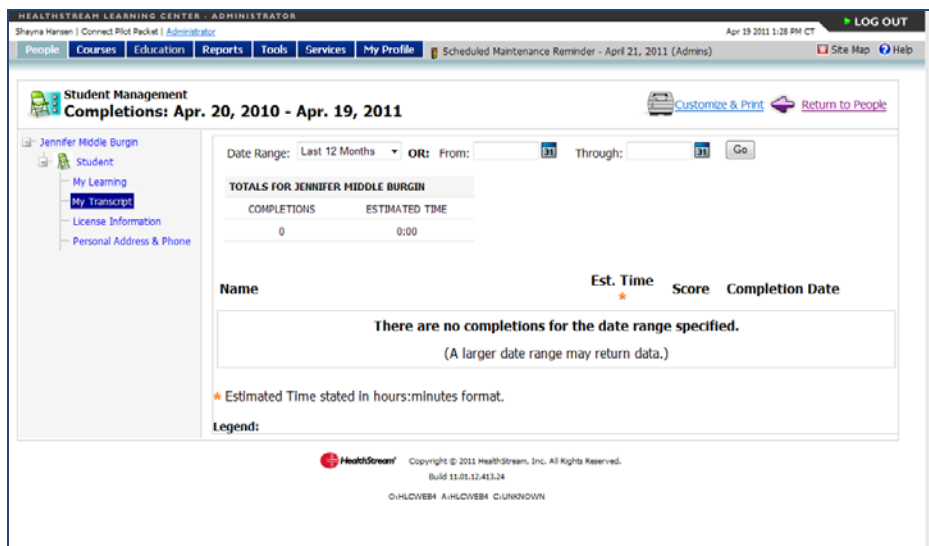 HEALTHSTREAM LEARNING CENTER - ADMINISTRATOR
Shayna Hansen | Connect Pilot Packet | Administrator
Apr 19 2011 1:28 PM CT
LOG OUT
People Courses Education Reports Tools Services My Profile Scheduled Maintenance Reminder - April 21, 2011 (Admins) Site Map Help
Student Management
Completions: Apr. 20, 2010 - Apr. 19, 2011
Customize & Print Return to People
Jennifer Middle Burgin
Student
My Learning
My Transcript
License Information
Personal Address & Phone
Date Range: Last 12 Months OR: From: 31 Through: 31 Go
TOTALS FOR JENNIFER MIDDLE BURGIN
COMPLETIONS ESTIMATED TIME
0 0:00
Name Est. Time * Score Completion Date
There are no completions for the date range specified.
(A larger date range may return data.)
* Estimated Time stated in hours:minutes format.
Legend:
HealthStream Copyright © 2011 HealthStream, Inc. All Rights Reserved.
Build 11.01.12.413.24
O:HLCWEB4 A:HLCWEB4 C:UNKNOWN